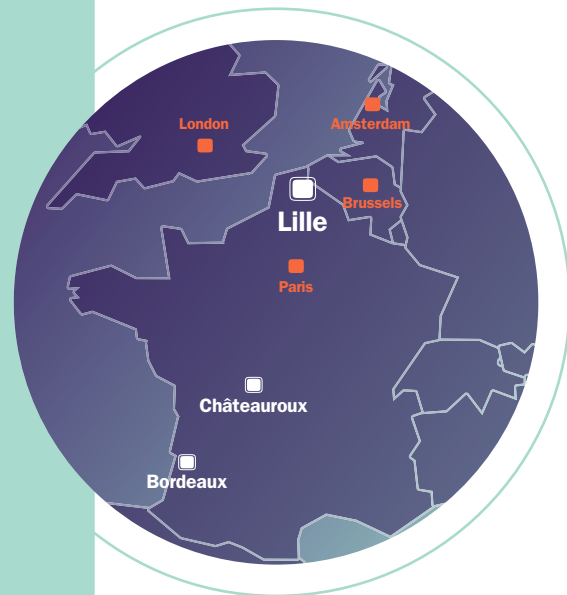 London
Amsterdam
Brussels
Lille
Paris
Châteauroux
Bordeaux